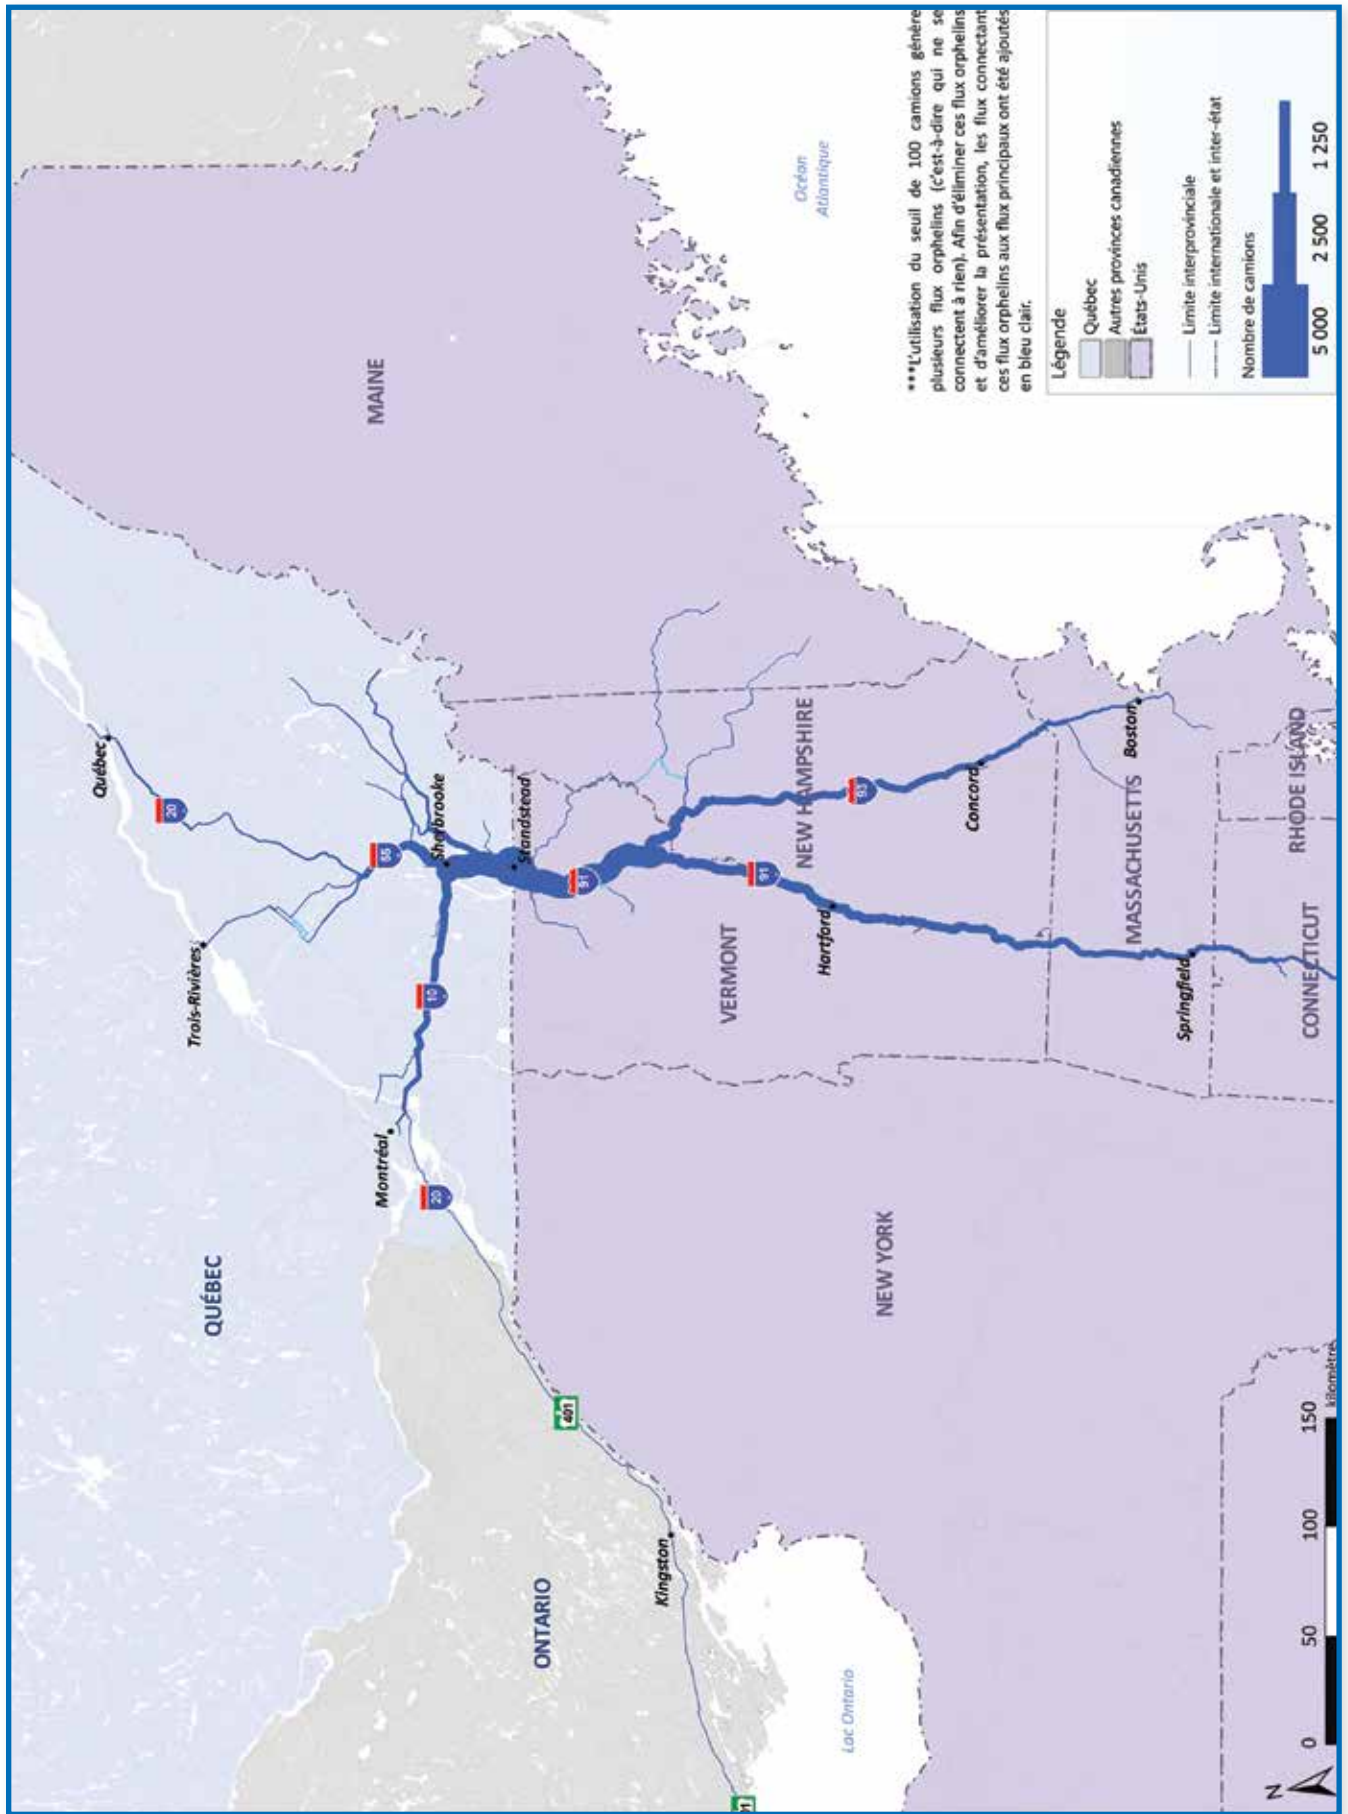 QUÉBEC
Québec
Trois-Rivières
Montréal
Sherbrooke
Standstead
20
55
10
20
ONTARIO
Kingston
401
Lac Ontario
NEW YORK
VERMONT
91
91
93
Hartford
NEW HAMPSHIRE
Concord
MAINE
MASSACHUSETTS
Boston
Springfield
CONNECTICUT
RHODE ISLAND
Océan
Atlantique
***L'utilisation du seuil de 100 camions génère
plusieurs flux orphelins (c'est-à-dire qui ne se
connectent à rien). Afin d'éliminer ces flux orphelins
et d'améliorer la présentation, les flux connectant
ces flux orphelins aux flux principaux ont été ajoutés
en bleu clair.
Légende
Québec
Autres provinces canadiennes
États-Unis
Limite interprovinciale
Limite internationale et inter-état
Nombre de camions
5 000 2 500 1 250
N
0 50 100 150
kilomètres